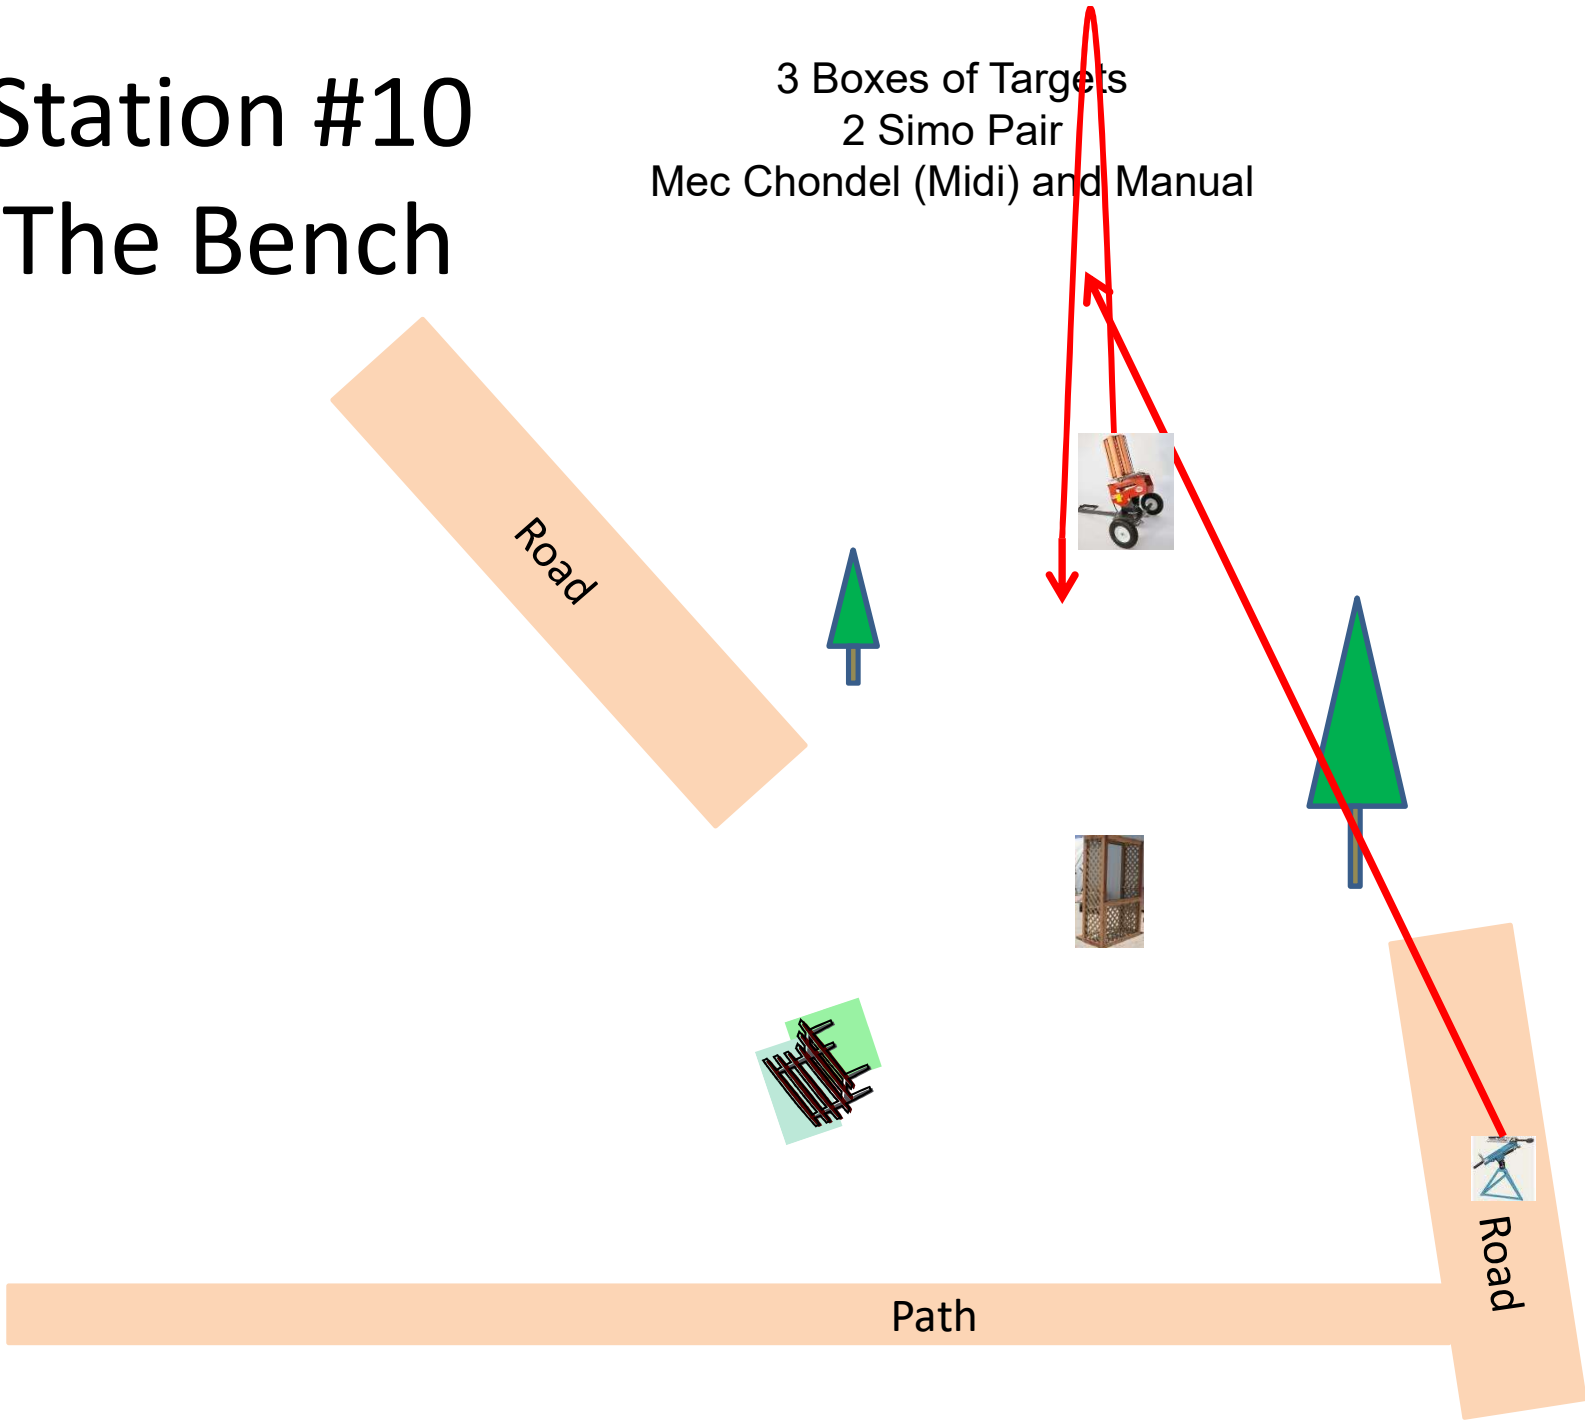 Station #10
The Bench
3 Boxes of Targets
2 Simo Pair
Mec Chondel (Midi) and Manual
Road
Road
Path